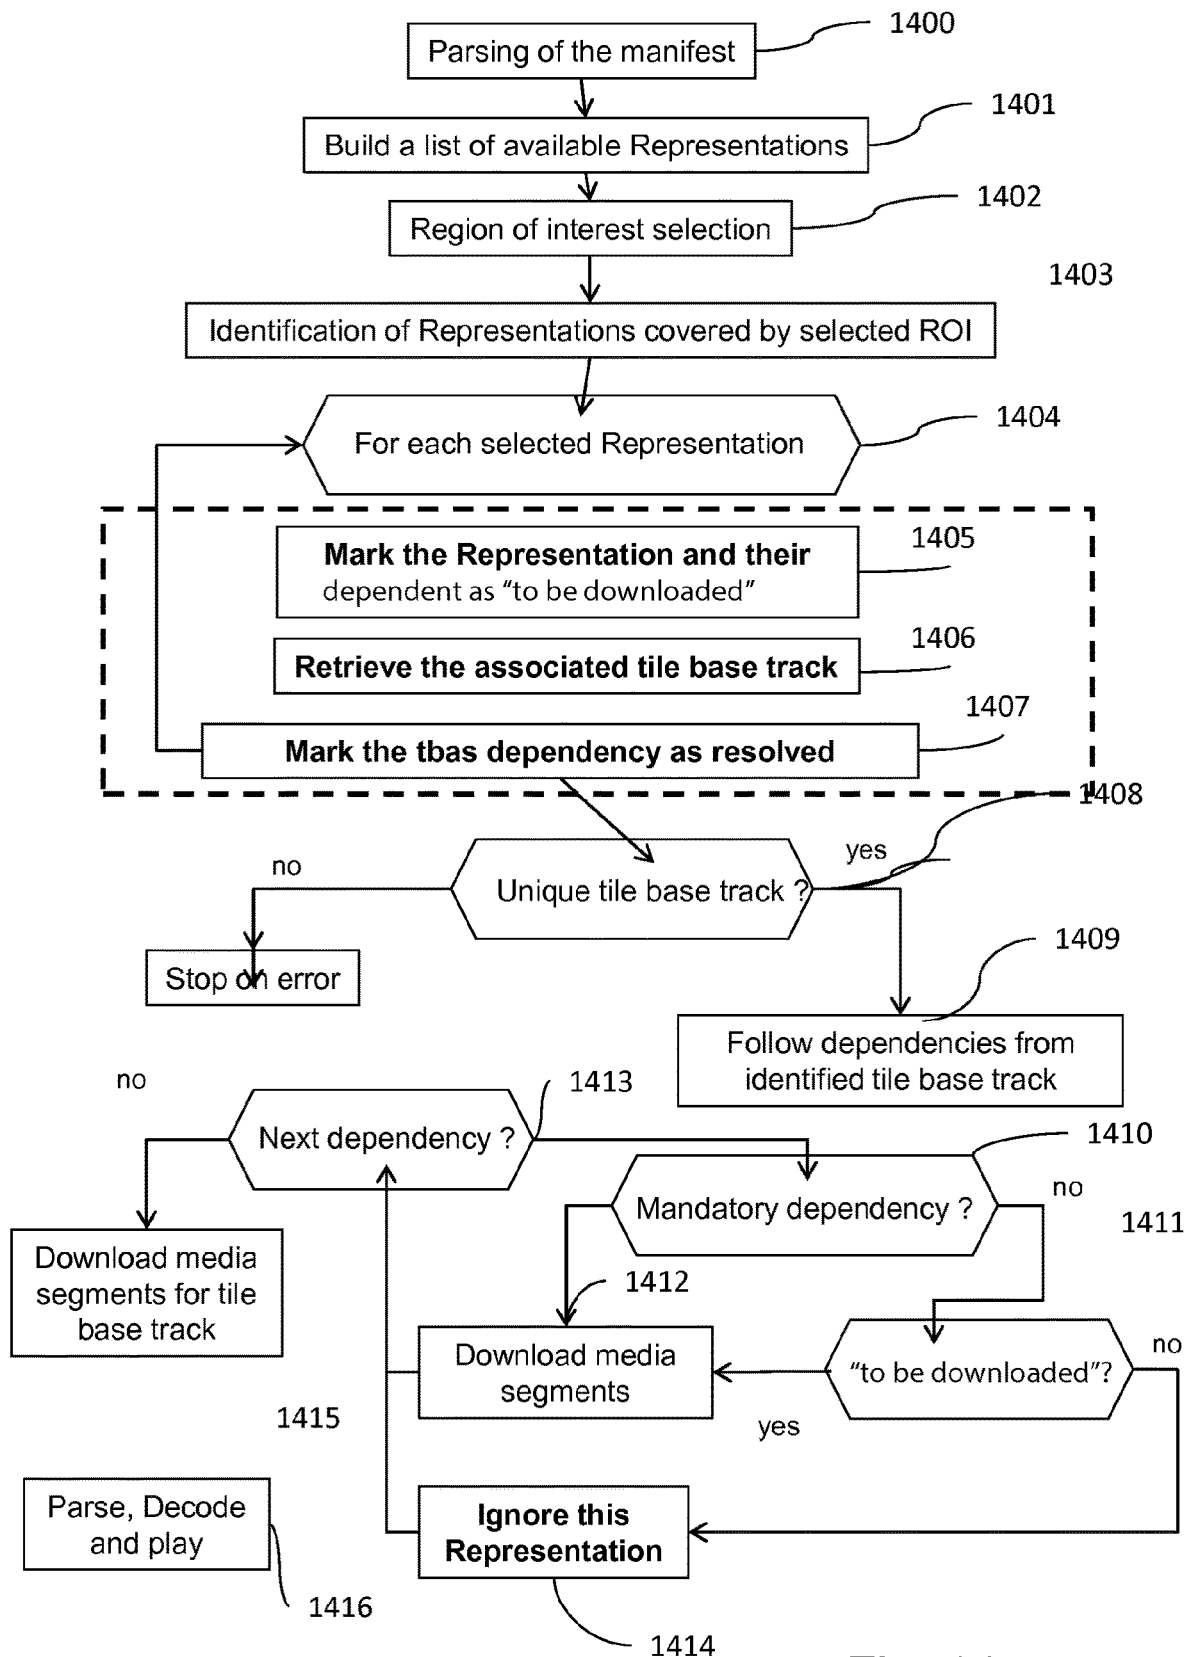 1400
Parsing of the manifest
1401
Build a list of available Representations
1402
Region of interest selection
1403
Identification of Representations covered by selected ROI
1404
For each selected Representation
1405
Mark the Representation and their
dependent as “to be downloaded”
1406
Retrieve the associated tile base track
1407
Mark the tbas dependency as resolved
1408
no
yes
Unique tile base track ?
1409
Stop on error
Follow dependencies from
identified tile base track
no
1413
Next dependency ?
1410
Mandatory dependency ?
no
1411
Download media
segments for tile
base track
1412
Download media
segments
“to be downloaded”?
no
yes
1415
Parse, Decode
and play
Ignore this
Representation
1416
1414